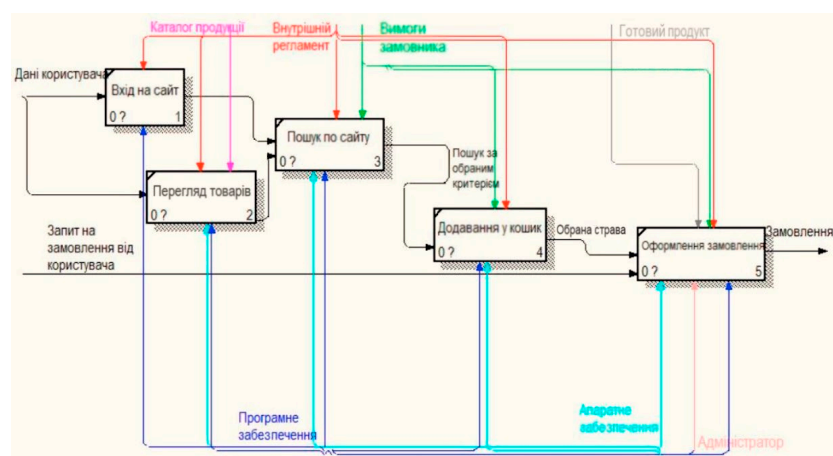 Каталог продукції
Внутрішній
регламент
Вимоги
замовника
Готовий продукт
Дані користувача
Вхід на сайт
0 ? 1
Пошук по сайту
0 ? 3
Перегляд товарів
0 ? 2
Пошук за
обраним
критерієм
Запит на
замовлення від
користувача
Додавання у кошик
0 ? 4
Обрана страва
Оформлення замовлення
0 ? 5
Замовлення
Програмне
забезпечення
Апаратне
забезпечення
Адміністратор